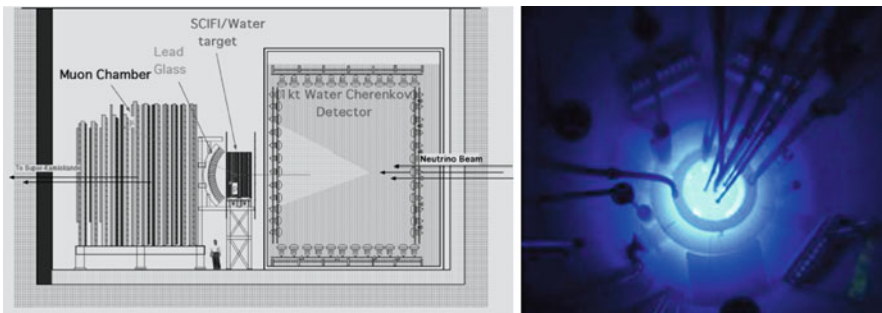 SCIFI/Water
target
Lead
Glass
Muon Chamber
1kt Water Cherenkov
Detector
To Super-Kamiokande
Neutrino Beam